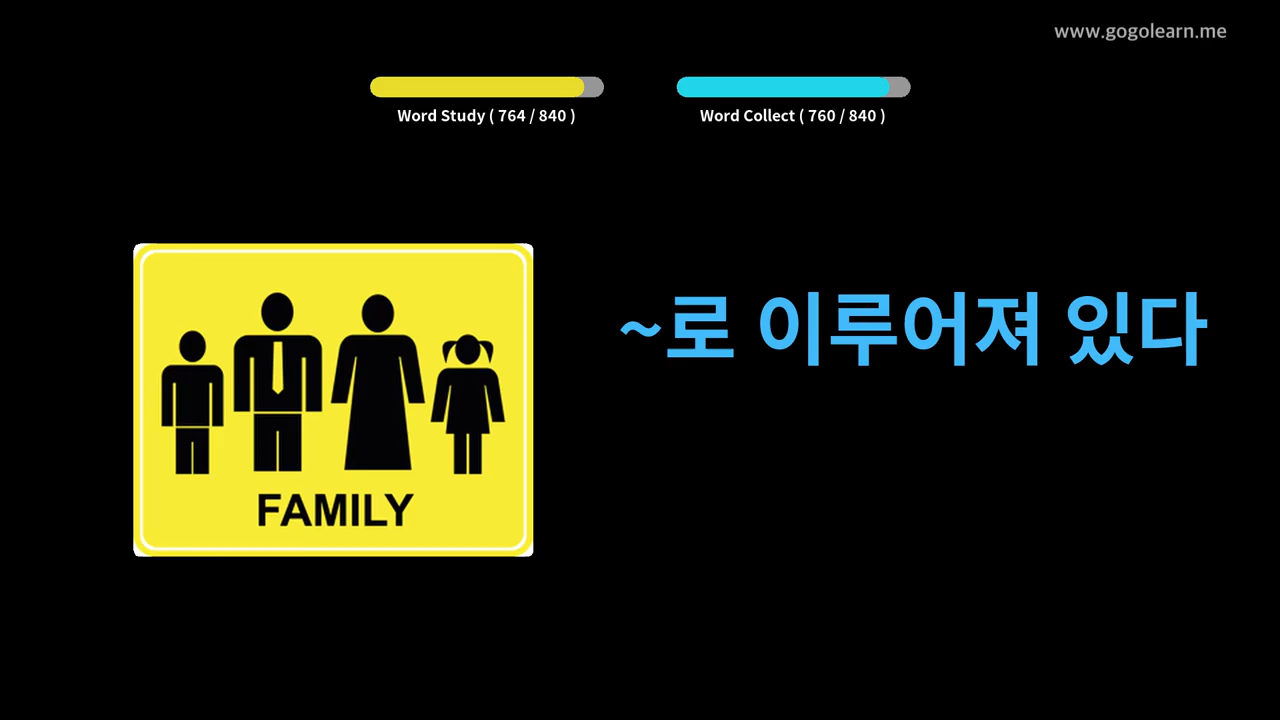 www.gogolearn.me
Word Study ( 764 / 840 )
Word Collect ( 760 / 840 )
~로 이루어져 있다
FAMILY